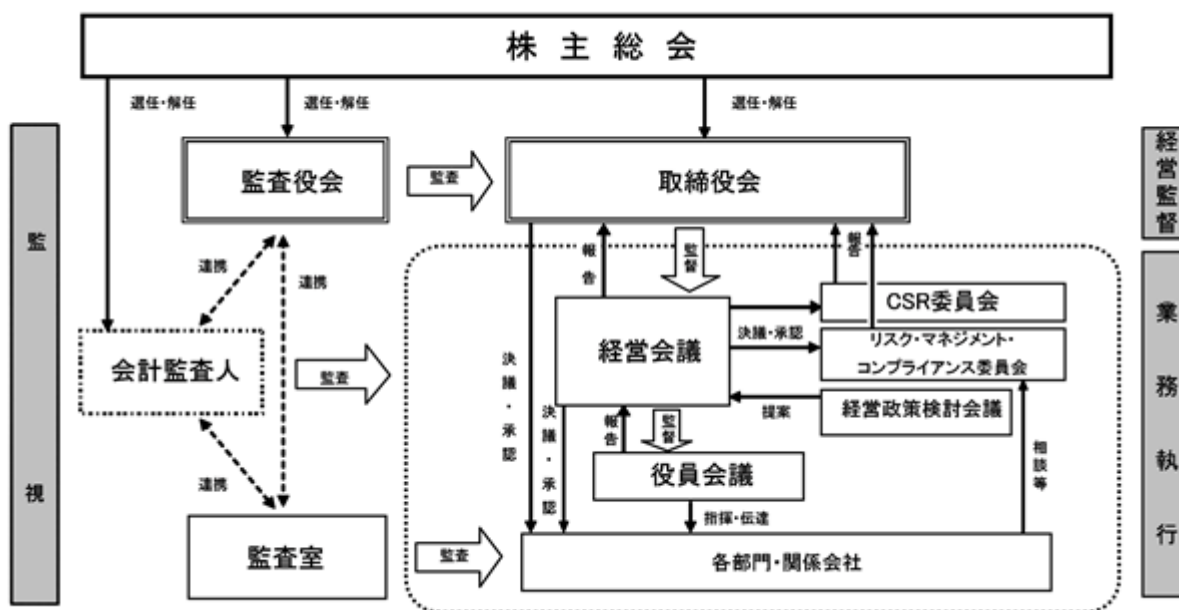 株主総会
選任・解任
選任・解任
選任・解任
監視
監査役会
監査
取締役会
経営監督
連携
連携
報告
監督
報告
CSR委員会
業務執行
会計監査人
監査
決議・承認
経営会議
決議・承認
リスク・マネジメント・
コンプライアンス委員会
提案
経営政策検討会議
決議・承認
報告
監督
相談等
連携
役員会議
指揮・伝達
監査室
監査
各部門・関係会社